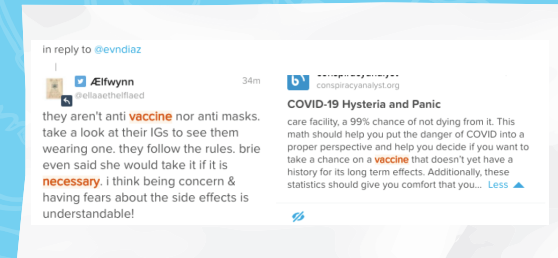 in reply to @evndiaz
Ælfwynn 34m
@ellaaethelflaed
they aren't anti vaccine nor anti masks.
take a look at their IGs to see them
wearing one. they follow the rules. brie
even said she would take it if it is
necessary. i think being concern &
having fears about the side effects is
understandable!
conspiracyanalyst.org
COVID-19 Hysteria and Panic
care facility, a 99% chance of not dying from it. This
math should help you put the danger of COVID into a
proper perspective and help you decide if you want to
take a chance on a vaccine that doesn't yet have a
history for its long term effects. Additionally, these
statistics should give you comfort that you... Less